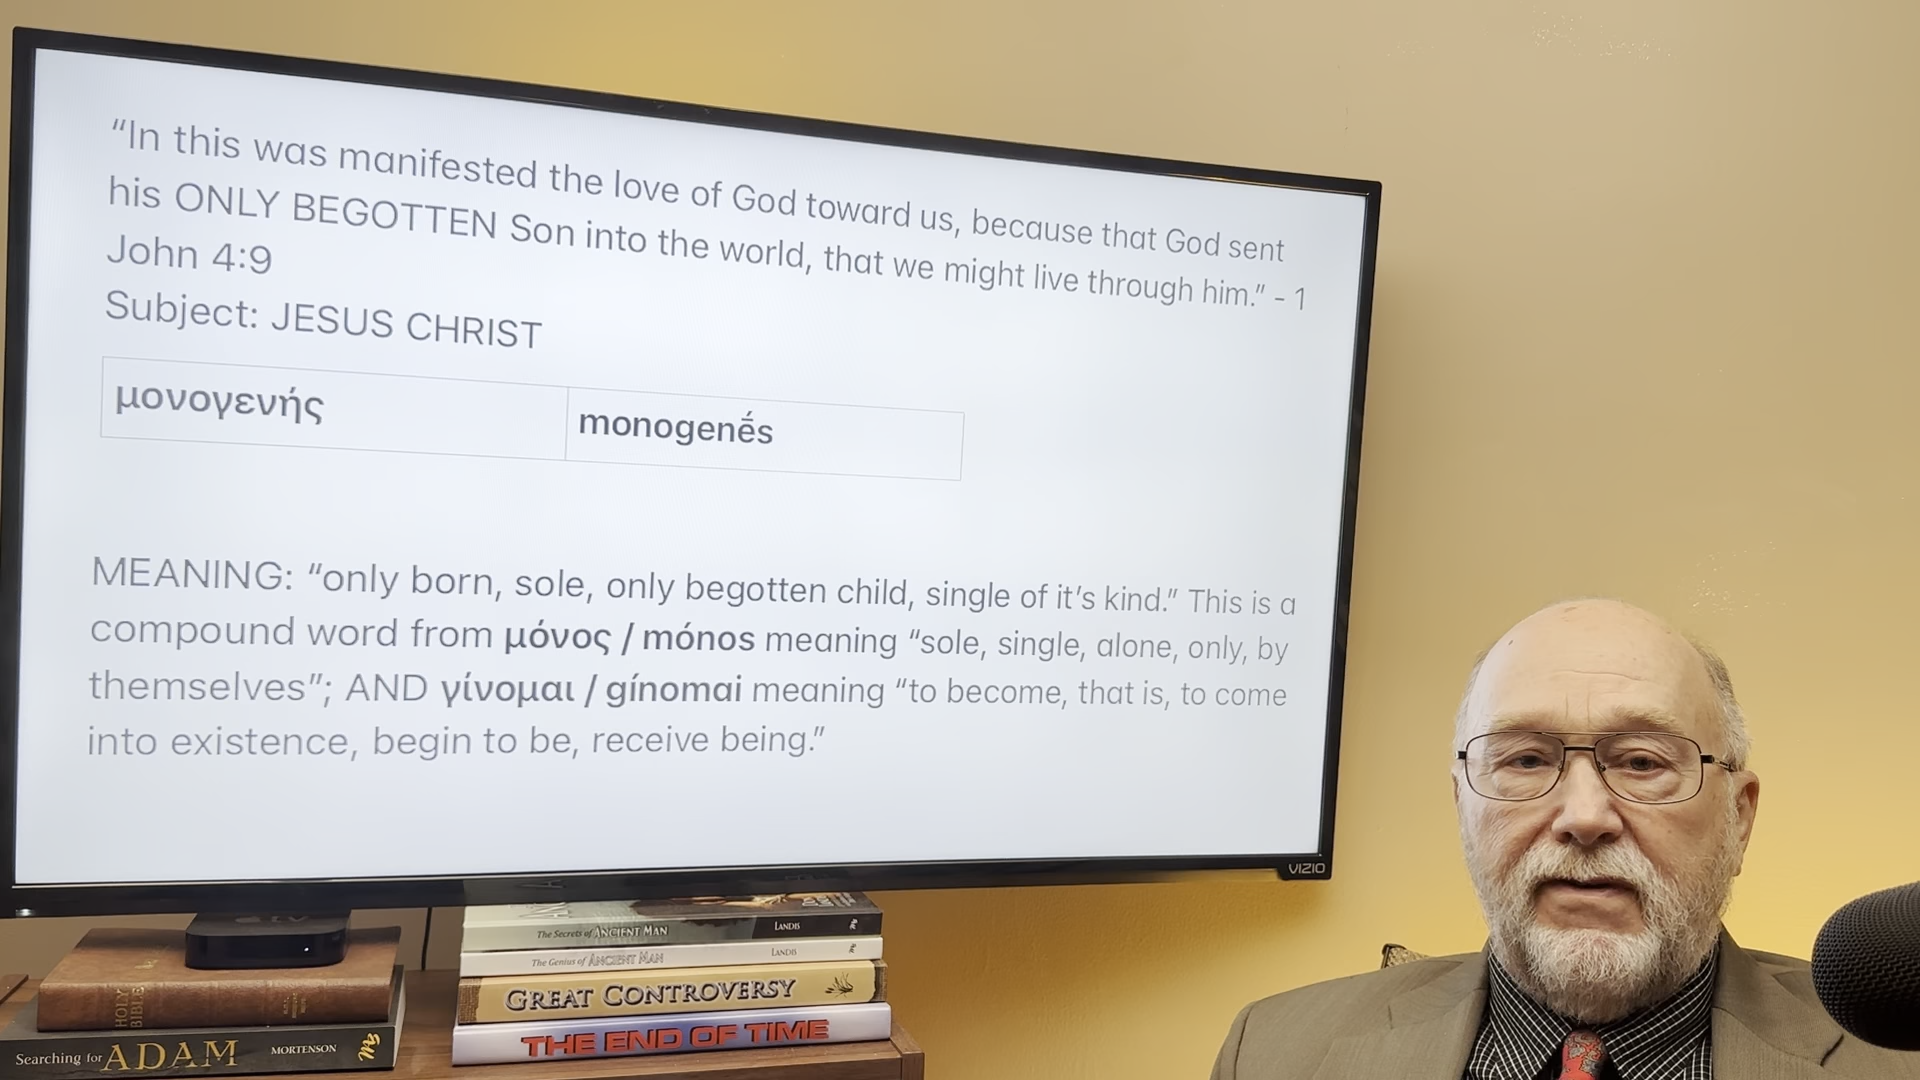 “In this was manifested the love of God toward us, because that God sent
his ONLY BEGOTTEN Son into the world, that we might live through him.” - 1
John 4:9
Subject: JESUS CHRIST
μονογενής monogenḗs
MEANING: “only born, sole, only begotten child, single of it’s kind.” This is a
compound word from μόνος / mónos meaning “sole, single, alone, only, by
themselves”; AND γίνομαι / gínomai meaning “to become, that is, to come
into existence, begin to be, receive being.”
VIZIO
tv
HOLY
BIBLE
Searching for ADAM MORTENSON
The Secrets of ANCIENT MAN LANDIS
The Genius of ANCIENT MAN LANDIS
GREAT CONTROVERSY
THE END OF TIME